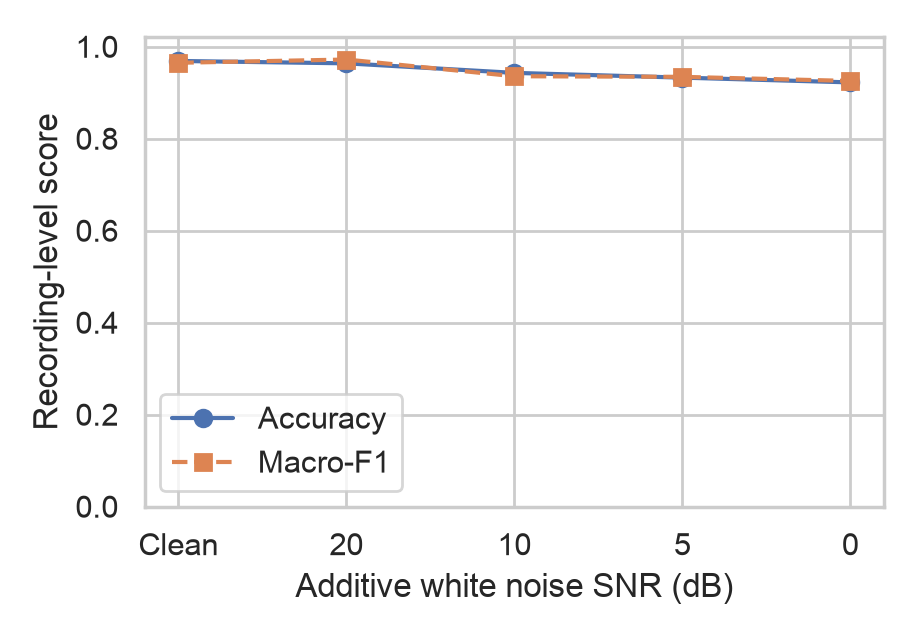 1.0
0.8
0.6
0.4
0.2
0.0
Recording-level score
Accuracy
Macro-F1
Clean 20 10 5 0
Additive white noise SNR (dB)